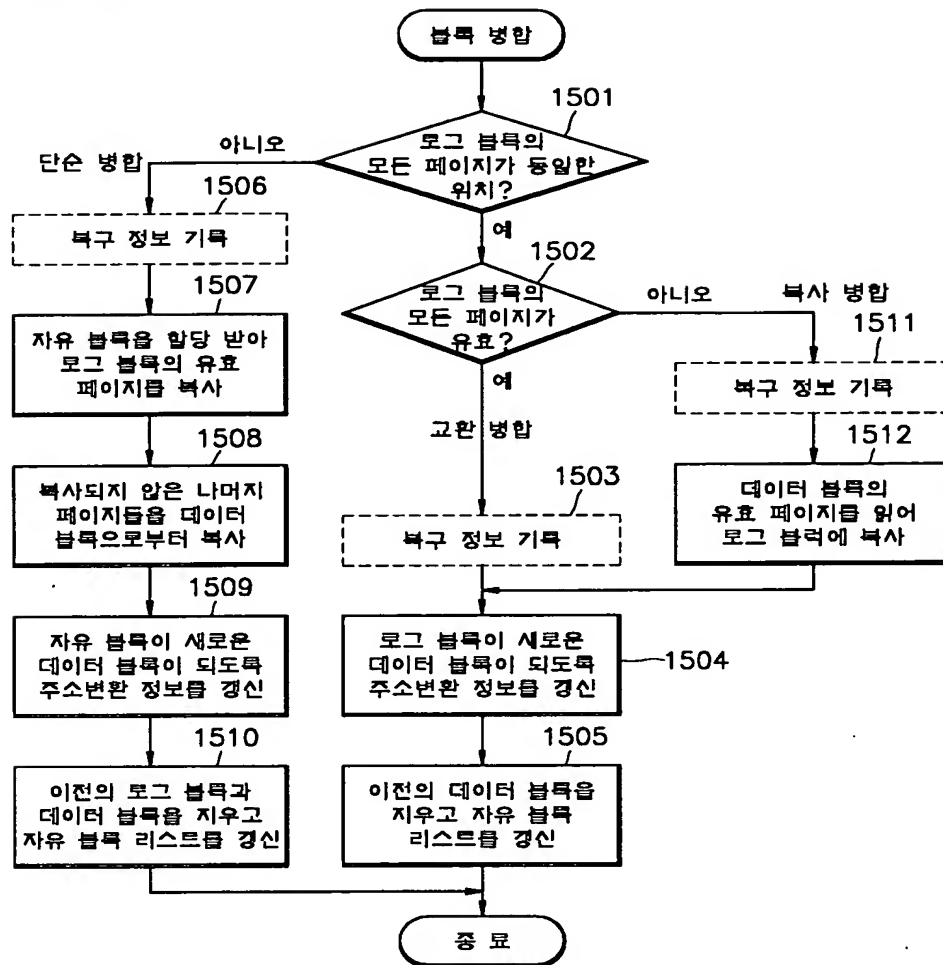 블록 병합
1501
로그 블록의
모든 페이지가 동일한
위치?
아니오
단순 병합
예
1506
복구 정보 기록
1502
로그 블록의
모든 페이지가
유효?
아니오
복사 병합
예
1507
자유 블록을 할당 받아
로그 블록의 유효
페이지를 복사
1511
복구 정보 기록
교환 병합
1508
복사되지 않은 나머지
페이지들을 데이터
블록으로부터 복사
1503
복구 정보 기록
1512
데이터 블록의
유효 페이지를 읽어
로그 블럭에 복사
1509
자유 블록이 새로운
데이터 블록이 되도록
주소변환 정보를 갱신
로그 블록이 새로운
데이터 블록이 되도록
주소변환 정보를 갱신
1504
1510
이전의 로그 블록과
데이터 블록을 지우고
자유 블록 리스트를 갱신
1505
이전의 데이터 블록을
지우고 자유 블록
리스트를 갱신
종료